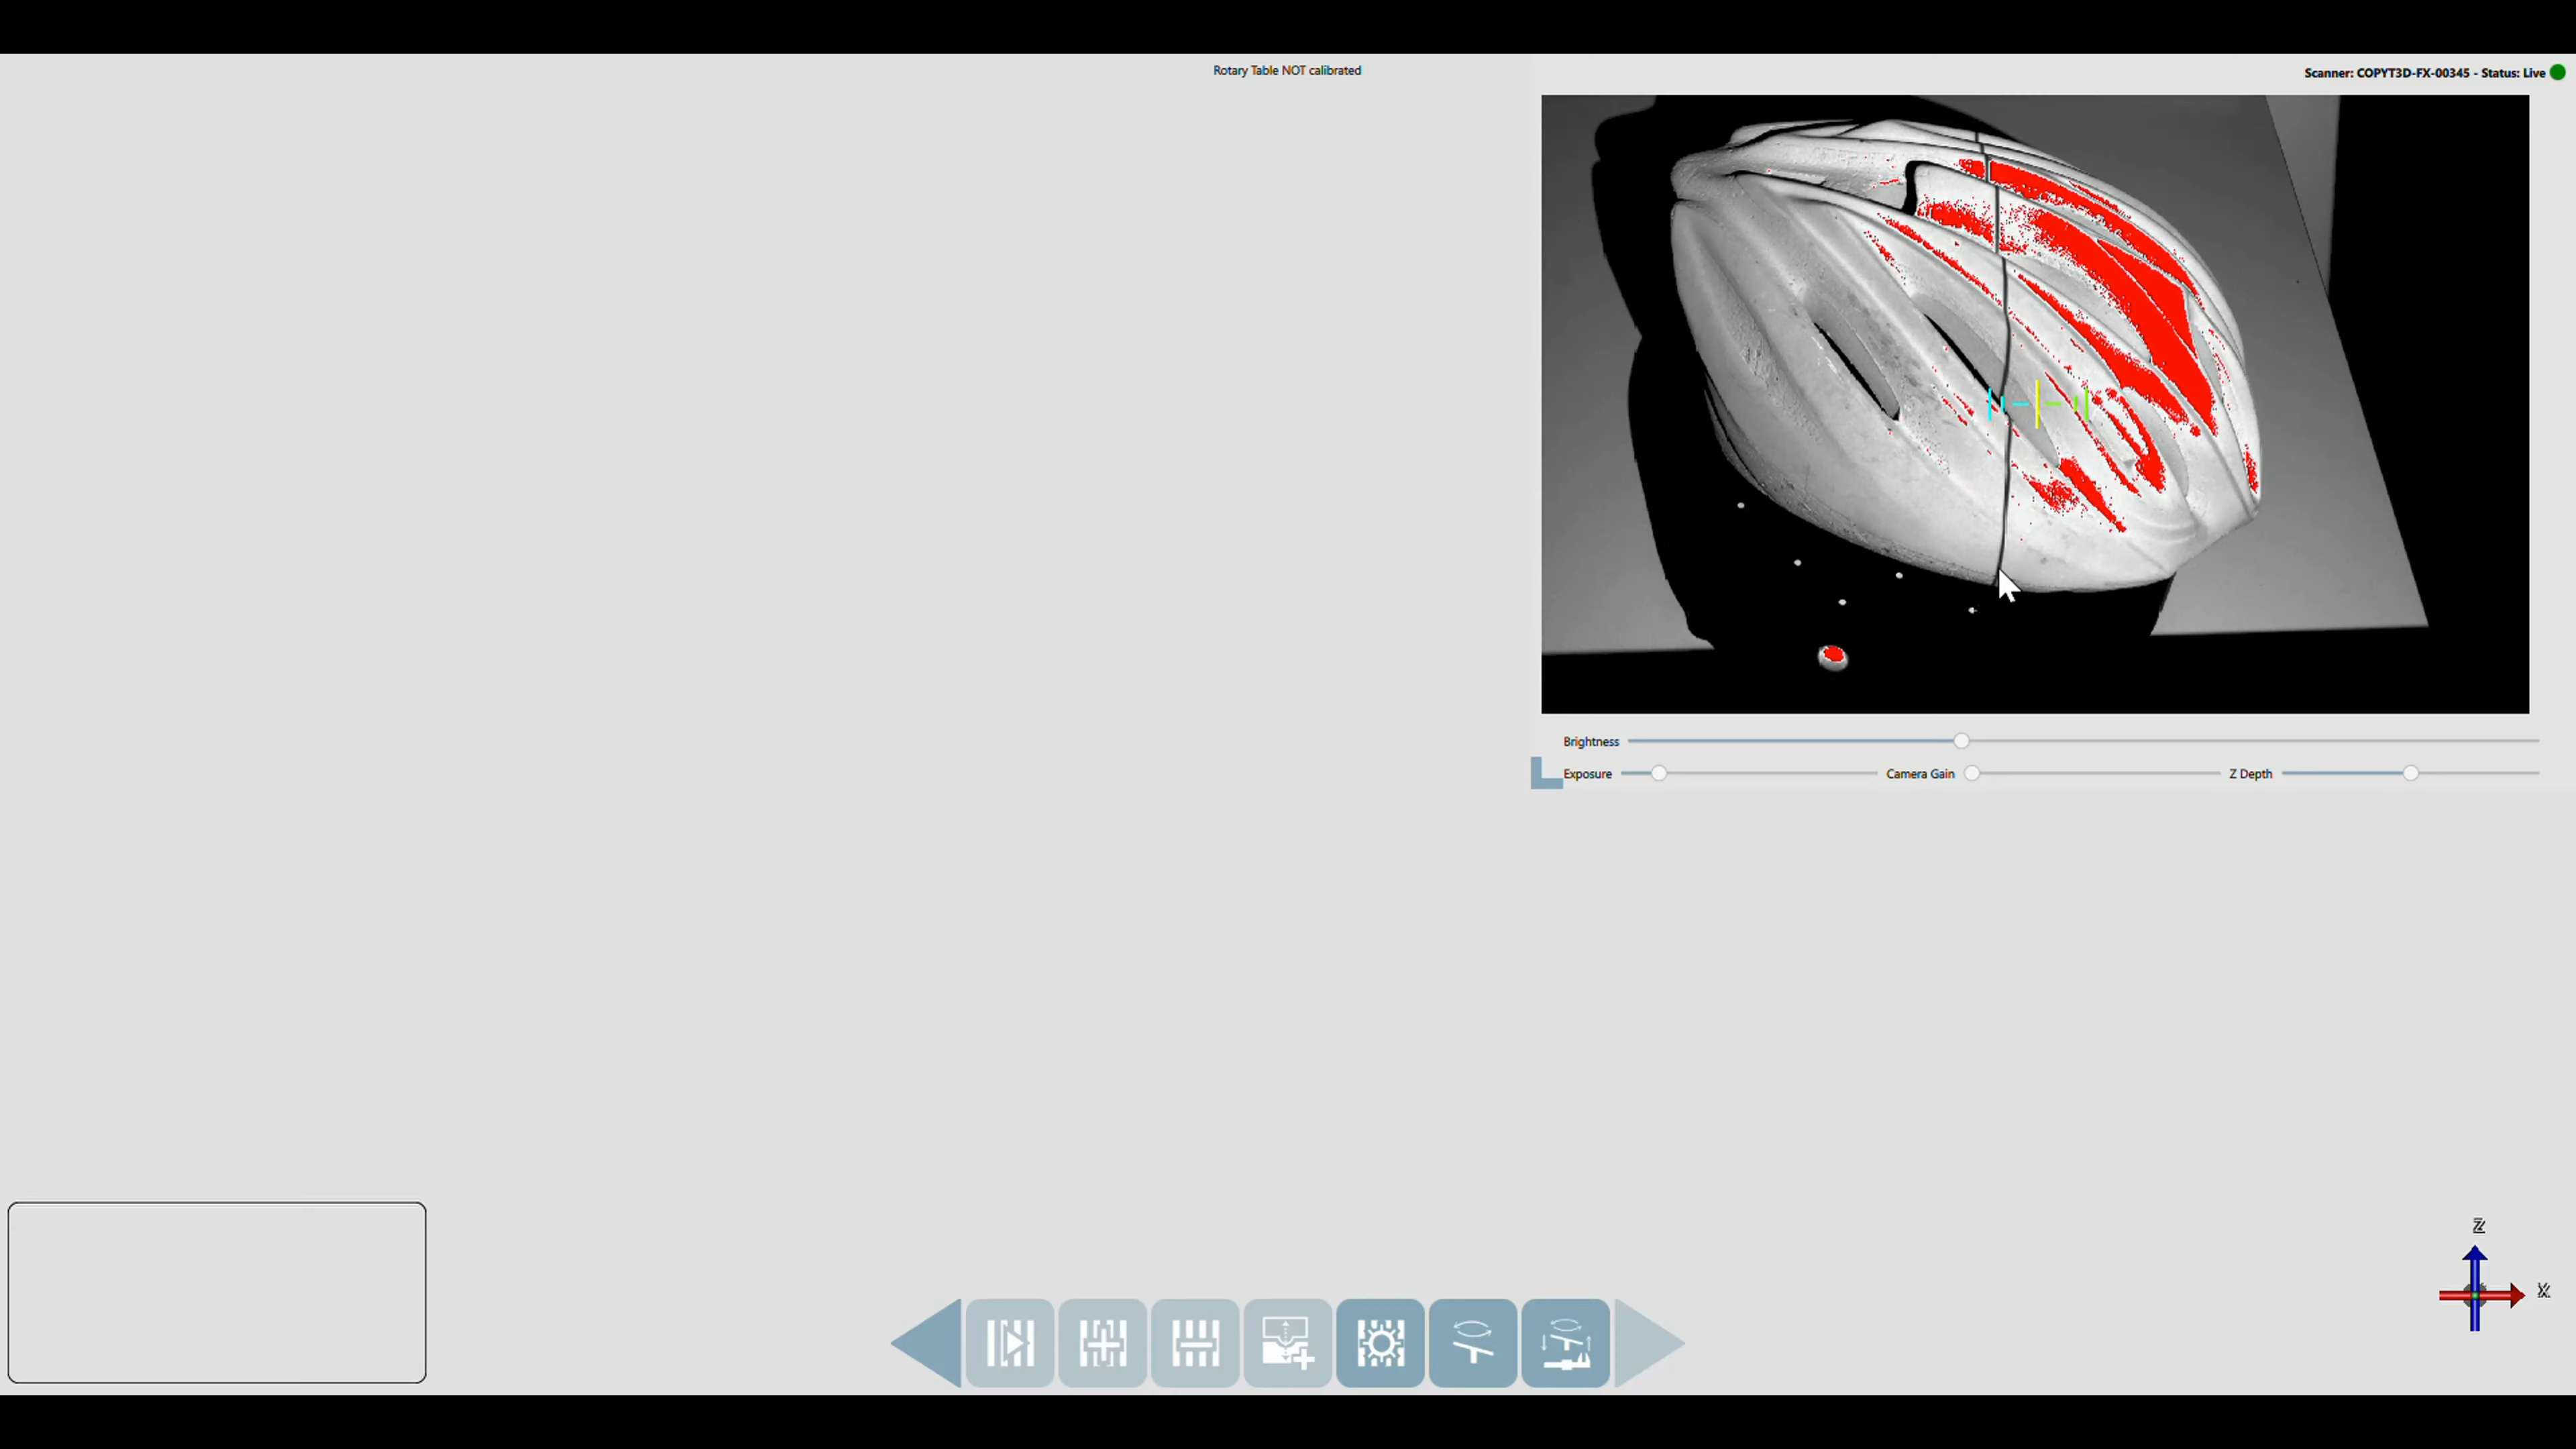 Rotary Table NOT calibrated
Scanner: COPYT3D-FX-00345 - Status: Live
Brightness
Exposure
Camera Gain
Z Depth
Z
X